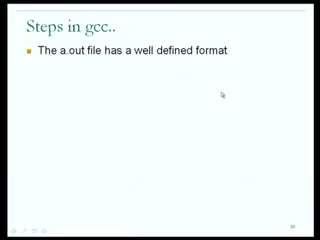 Steps in gcc..
The a.out file has a well defined format